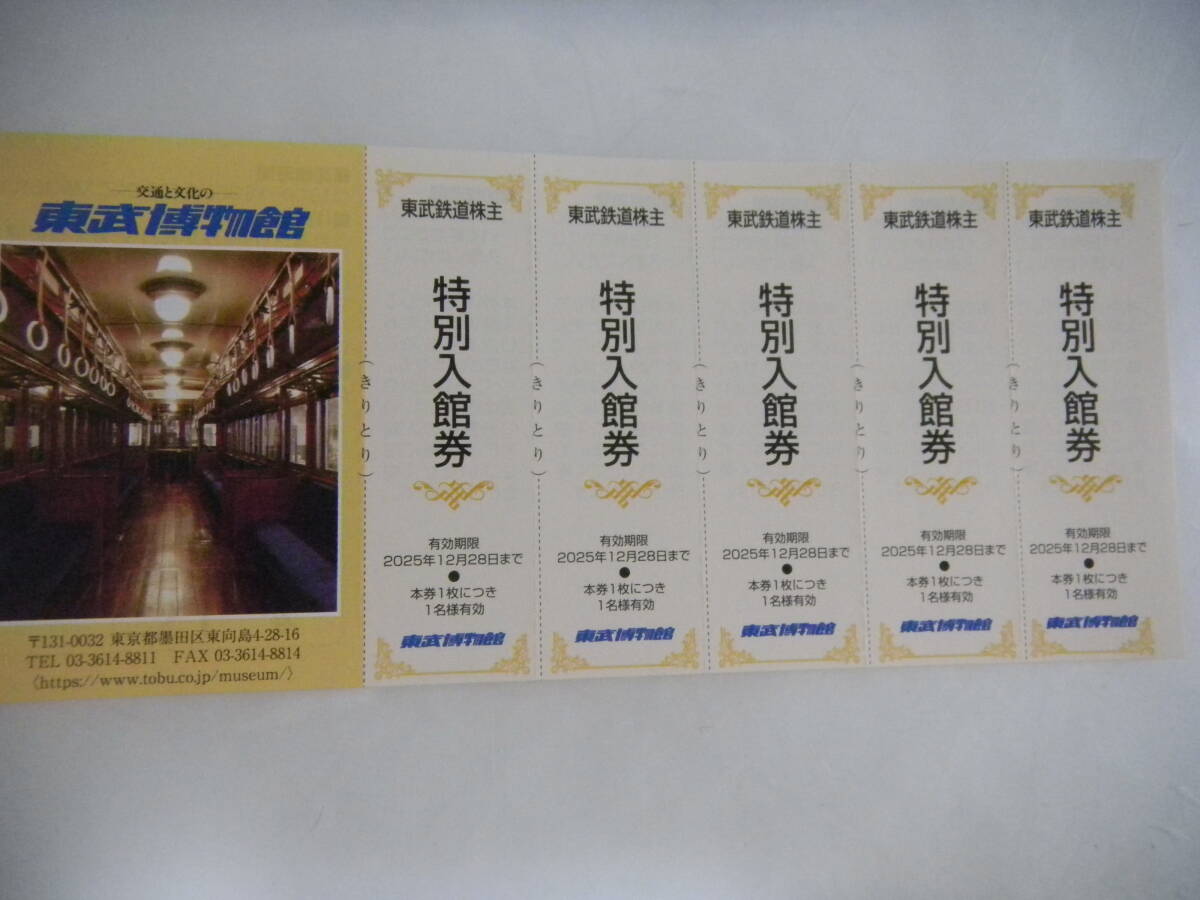 交通と文化の
東武博物館
〒131-0032 東京都墨田区東向島4-28-16
TEL 03-3614-8811 FAX 03-3614-8814
〈https://www.tobu.co.jp/museum/〉
（きりとり）
東武鉄道株主
特別入館券
有効期限
2025年12月28日まで
●
本券1枚につき
1名様有効
東武博物館
（きりとり）
東武鉄道株主
特別入館券
有効期限
2025年12月28日まで
●
本券1枚につき
1名様有効
東武博物館
（きりとり）
東武鉄道株主
特別入館券
有効期限
2025年12月28日まで
●
本券1枚につき
1名様有効
東武博物館
（きりとり）
東武鉄道株主
特別入館券
有効期限
2025年12月28日まで
●
本券1枚につき
1名様有効
東武博物館
（きりとり）
東武鉄道株主
特別入館券
有効期限
2025年12月28日まで
●
本券1枚につき
1名様有効
東武博物館